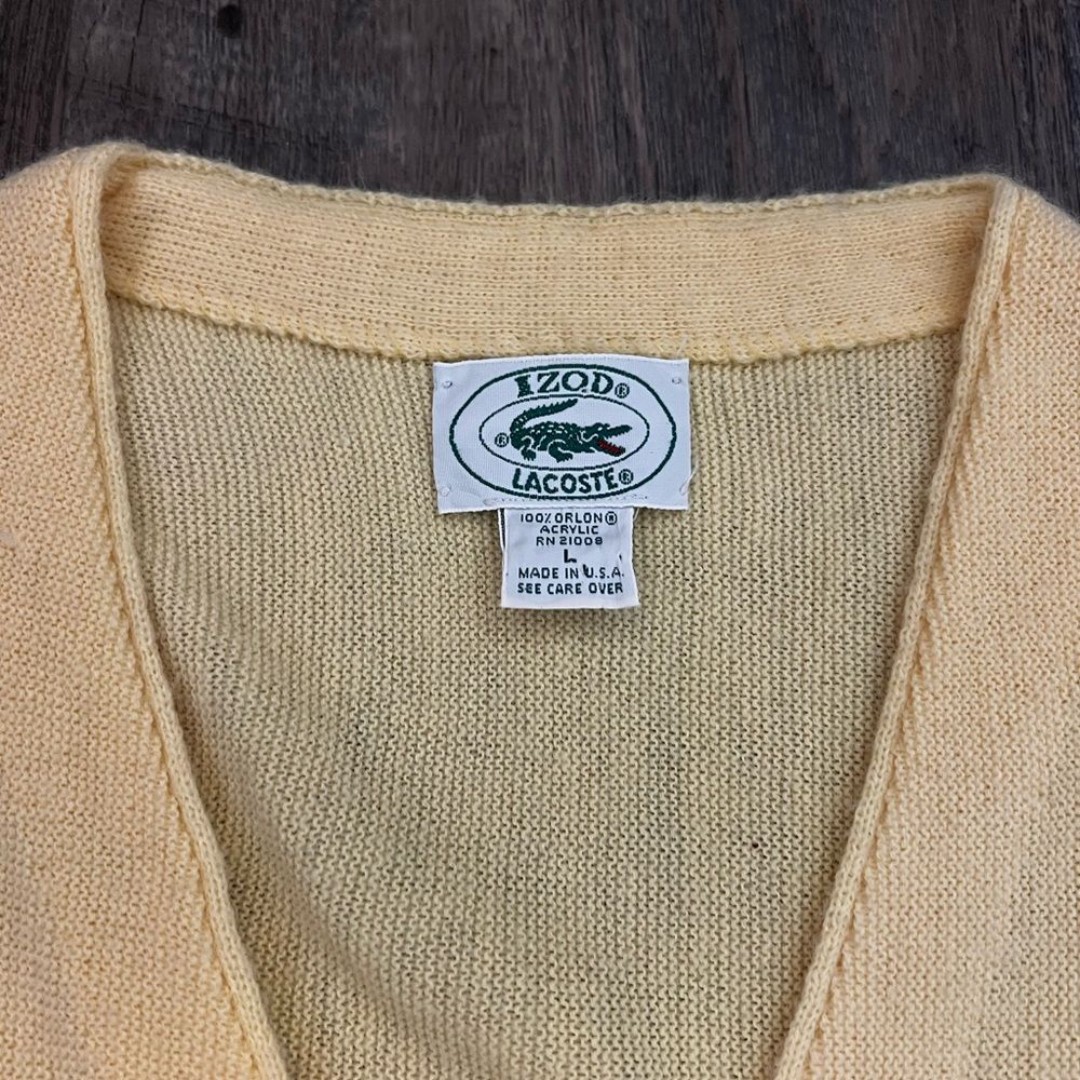 IZOD®
®
LACOSTE®
100% ORLON®
ACRYLIC
RN 21008
L
MADE IN U.S.A.
SEE CARE OVER